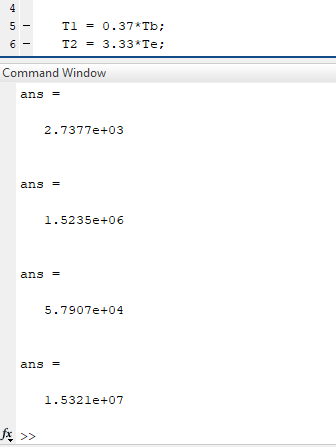 4
5 – T1 = 0.37*Tb;
6 – T2 = 3.33*Te;
Command Window
ans =
2.7377e+03
ans =
1.5235e+06
ans =
5.7907e+04
ans =
1.5321e+07
fx >>